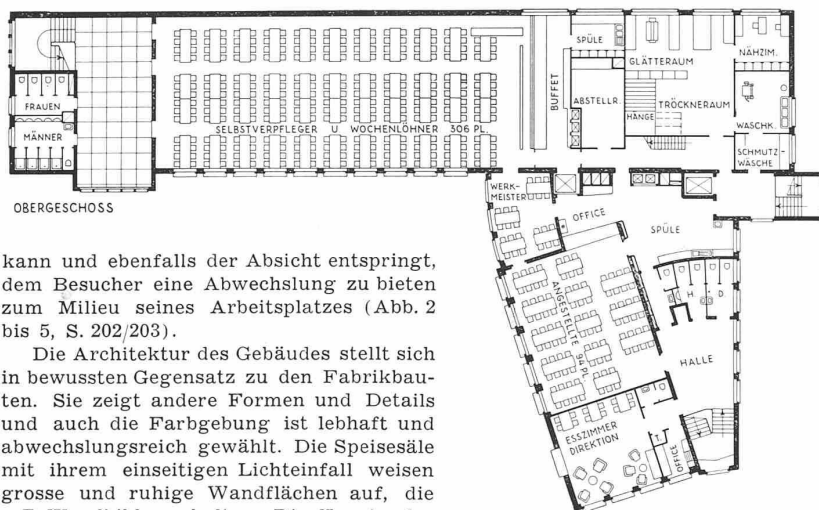 SPÜLE
GLÄTTERAUM
NÄHZIM.
BUFFET
ABSTELLR.
TRÖCKNERAUM
HÄNGE
WASCHK.
SCHMUTZ-
WÄSCHE
FRAUEN
MÄNNER
SELBSTVERPFLEGER U WOCHENLÖHNER 306 PL.
OBERGESCHOSS
WERK-
MEISTER
OFFICE
SPÜLE
ANGESTELLTE 94 PL.
H.
D.
HALLE
ESSZIMMER
DIREKTION
T.
OFFICE
kann und ebenfalls der Absicht entspringt,
dem Besucher eine Abwechslung zu bieten
zum Milieu seines Arbeitsplatzes (Abb. 2
bis 5, S. 202/203).
Die Architektur des Gebäudes stellt sich
in bewussten Gegensatz zu den Fabrikbau-
ten. Sie zeigt andere Formen und Details
und auch die Farbgebung ist lebhaft und
abwechslungsreich gewählt. Die Speisesäle
mit ihrem einseitigen Lichteinfall weisen
grosse und ruhige Wandflächen auf, die